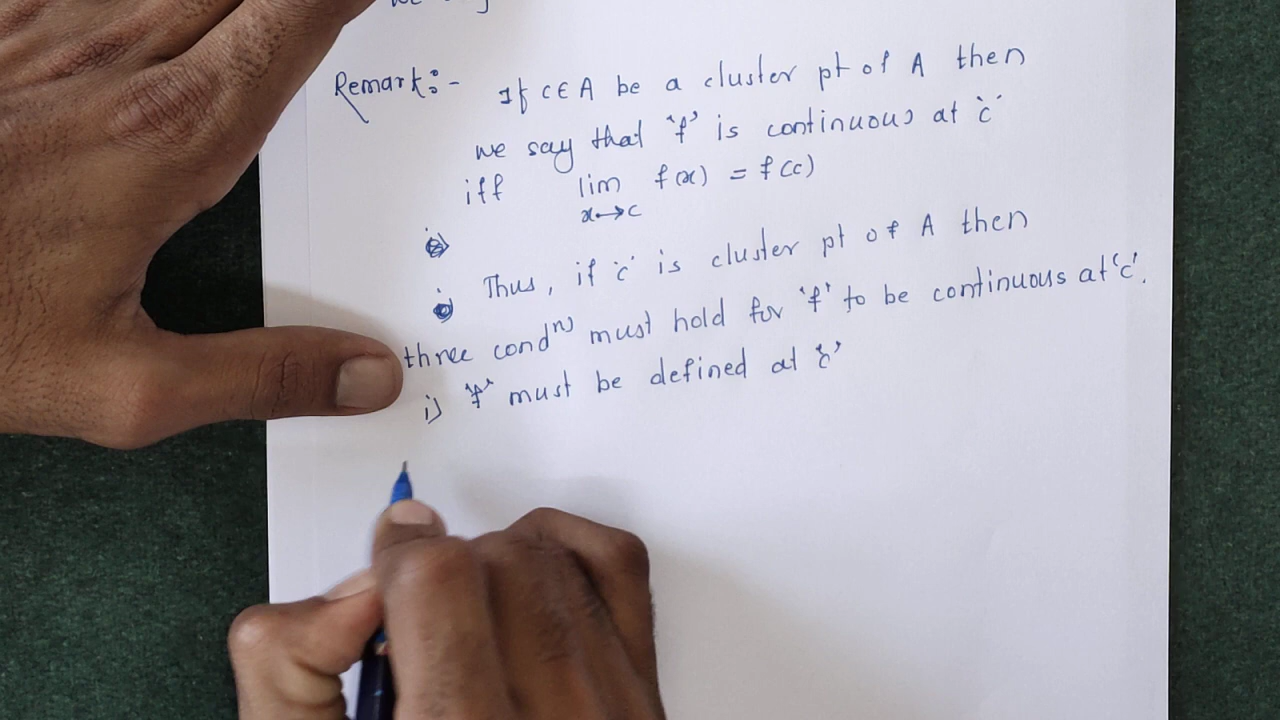 Remark:- If c∈A be a cluster pt of A then
we say that 'f' is continuous at 'c'
iff lim f(x) = f(c)
x→c
Thus, if 'c' is cluster pt of A then
three condn) must hold for 'f' to be continuous at 'c'.
i) 'f' must be defined at 'c'